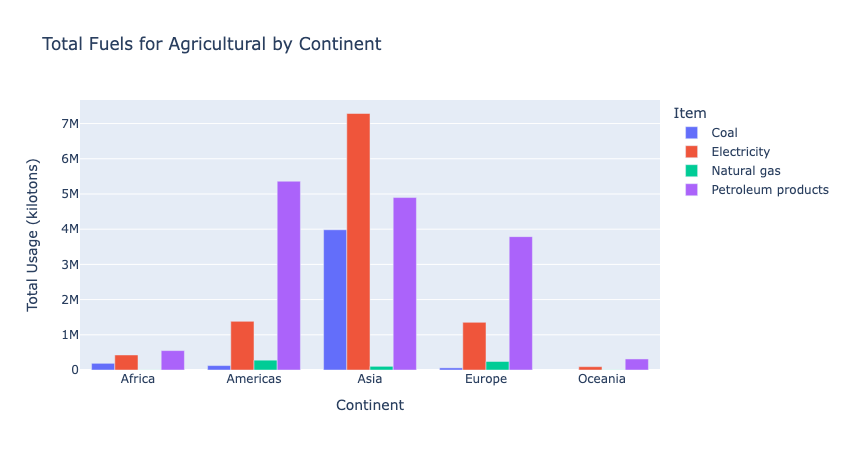 Total Fuels for Agricultural by Continent
Total Usage (kilotons)
7M
6M
5M
4M
3M
2M
1M
0
Africa
Americas
Asia
Europe
Oceania
Continent
Item
Coal
Electricity
Natural gas
Petroleum products